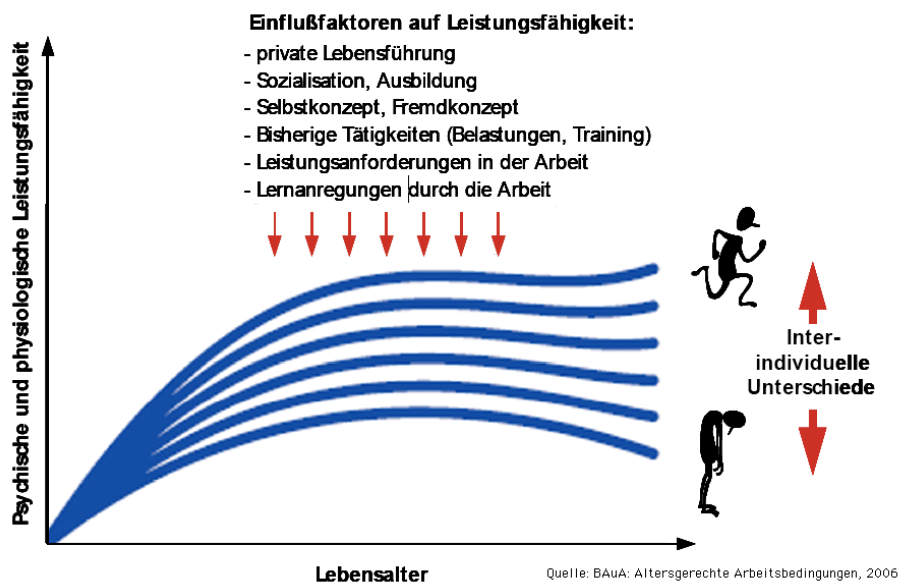 Einflußfaktoren auf Leistungsfähigkeit:
- private Lebensführung
- Sozialisation, Ausbildung
- Selbstkonzept, Fremdkonzept
- Bisherige Tätigkeiten (Belastungen, Training)
- Leistungsanforderungen in der Arbeit
- Lernanregungen durch die Arbeit
Psychische und physiologische Leistungsfähigkeit
Inter-
individuelle
Unterschiede
Lebensalter
Quelle: BAuA: Altersgerechte Arbeitsbedingungen, 2006